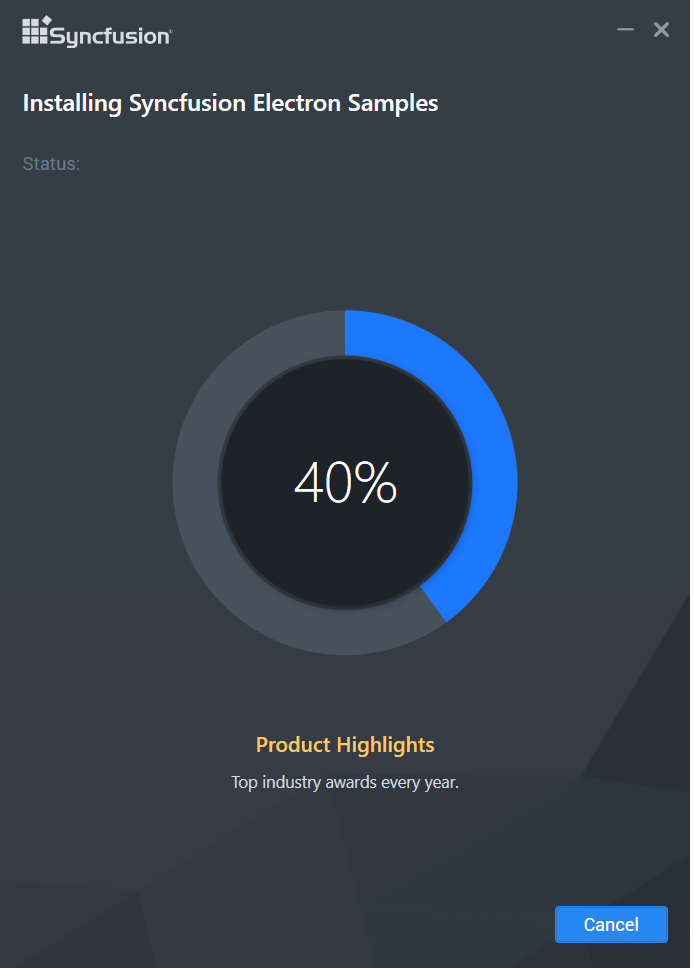 Syncfusion®
Installing Syncfusion Electron Samples
Status:
40%
Product Highlights
Top industry awards every year.
Cancel